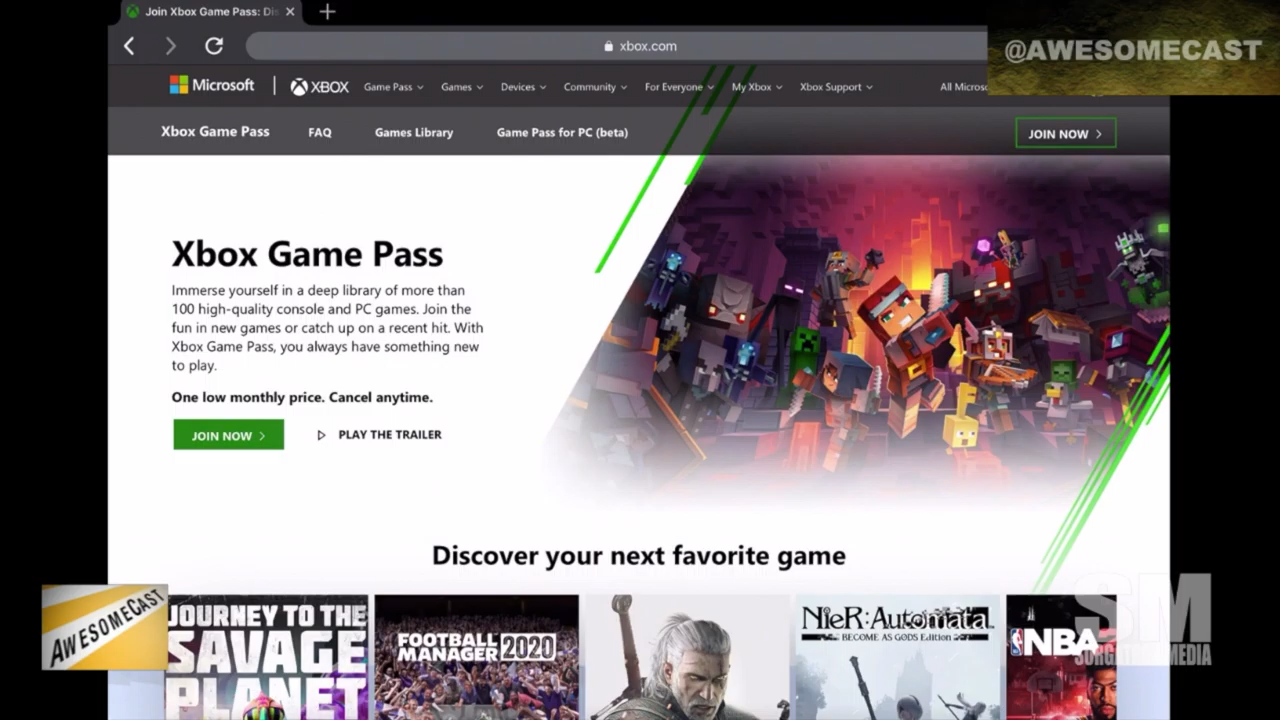 Join Xbox Game Pass: Dis
@AWESOMECAST
xbox.com
Microsoft XBOX Game Pass Games Devices Community For Everyone My Xbox Xbox Support All Microso
Xbox Game Pass FAQ Games Library Game Pass for PC (beta) JOIN NOW
Xbox Game Pass
Immerse yourself in a deep library of more than
100 high-quality console and PC games. Join the
fun in new games or catch up on a recent hit. With
Xbox Game Pass, you always have something new
to play.
One low monthly price. Cancel anytime.
JOIN NOW PLAY THE TRAILER
Discover your next favorite game
AWESOMECAST
JOURNEY TO THE
SAVAGE
PLANET
FOOTBALL
MANAGER 2020
NieR:Automata
BECOME AS GODS Edition
NBA
SM